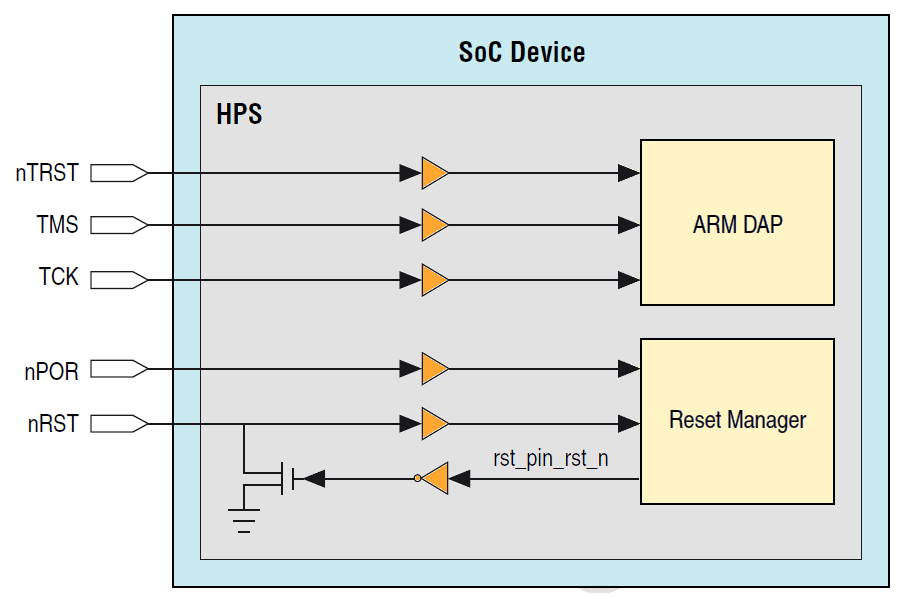 SoC Device
HPS
nTRST
TMS
ARM DAP
TCK
nPOR
nRST
Reset Manager
rst_pin_rst_n